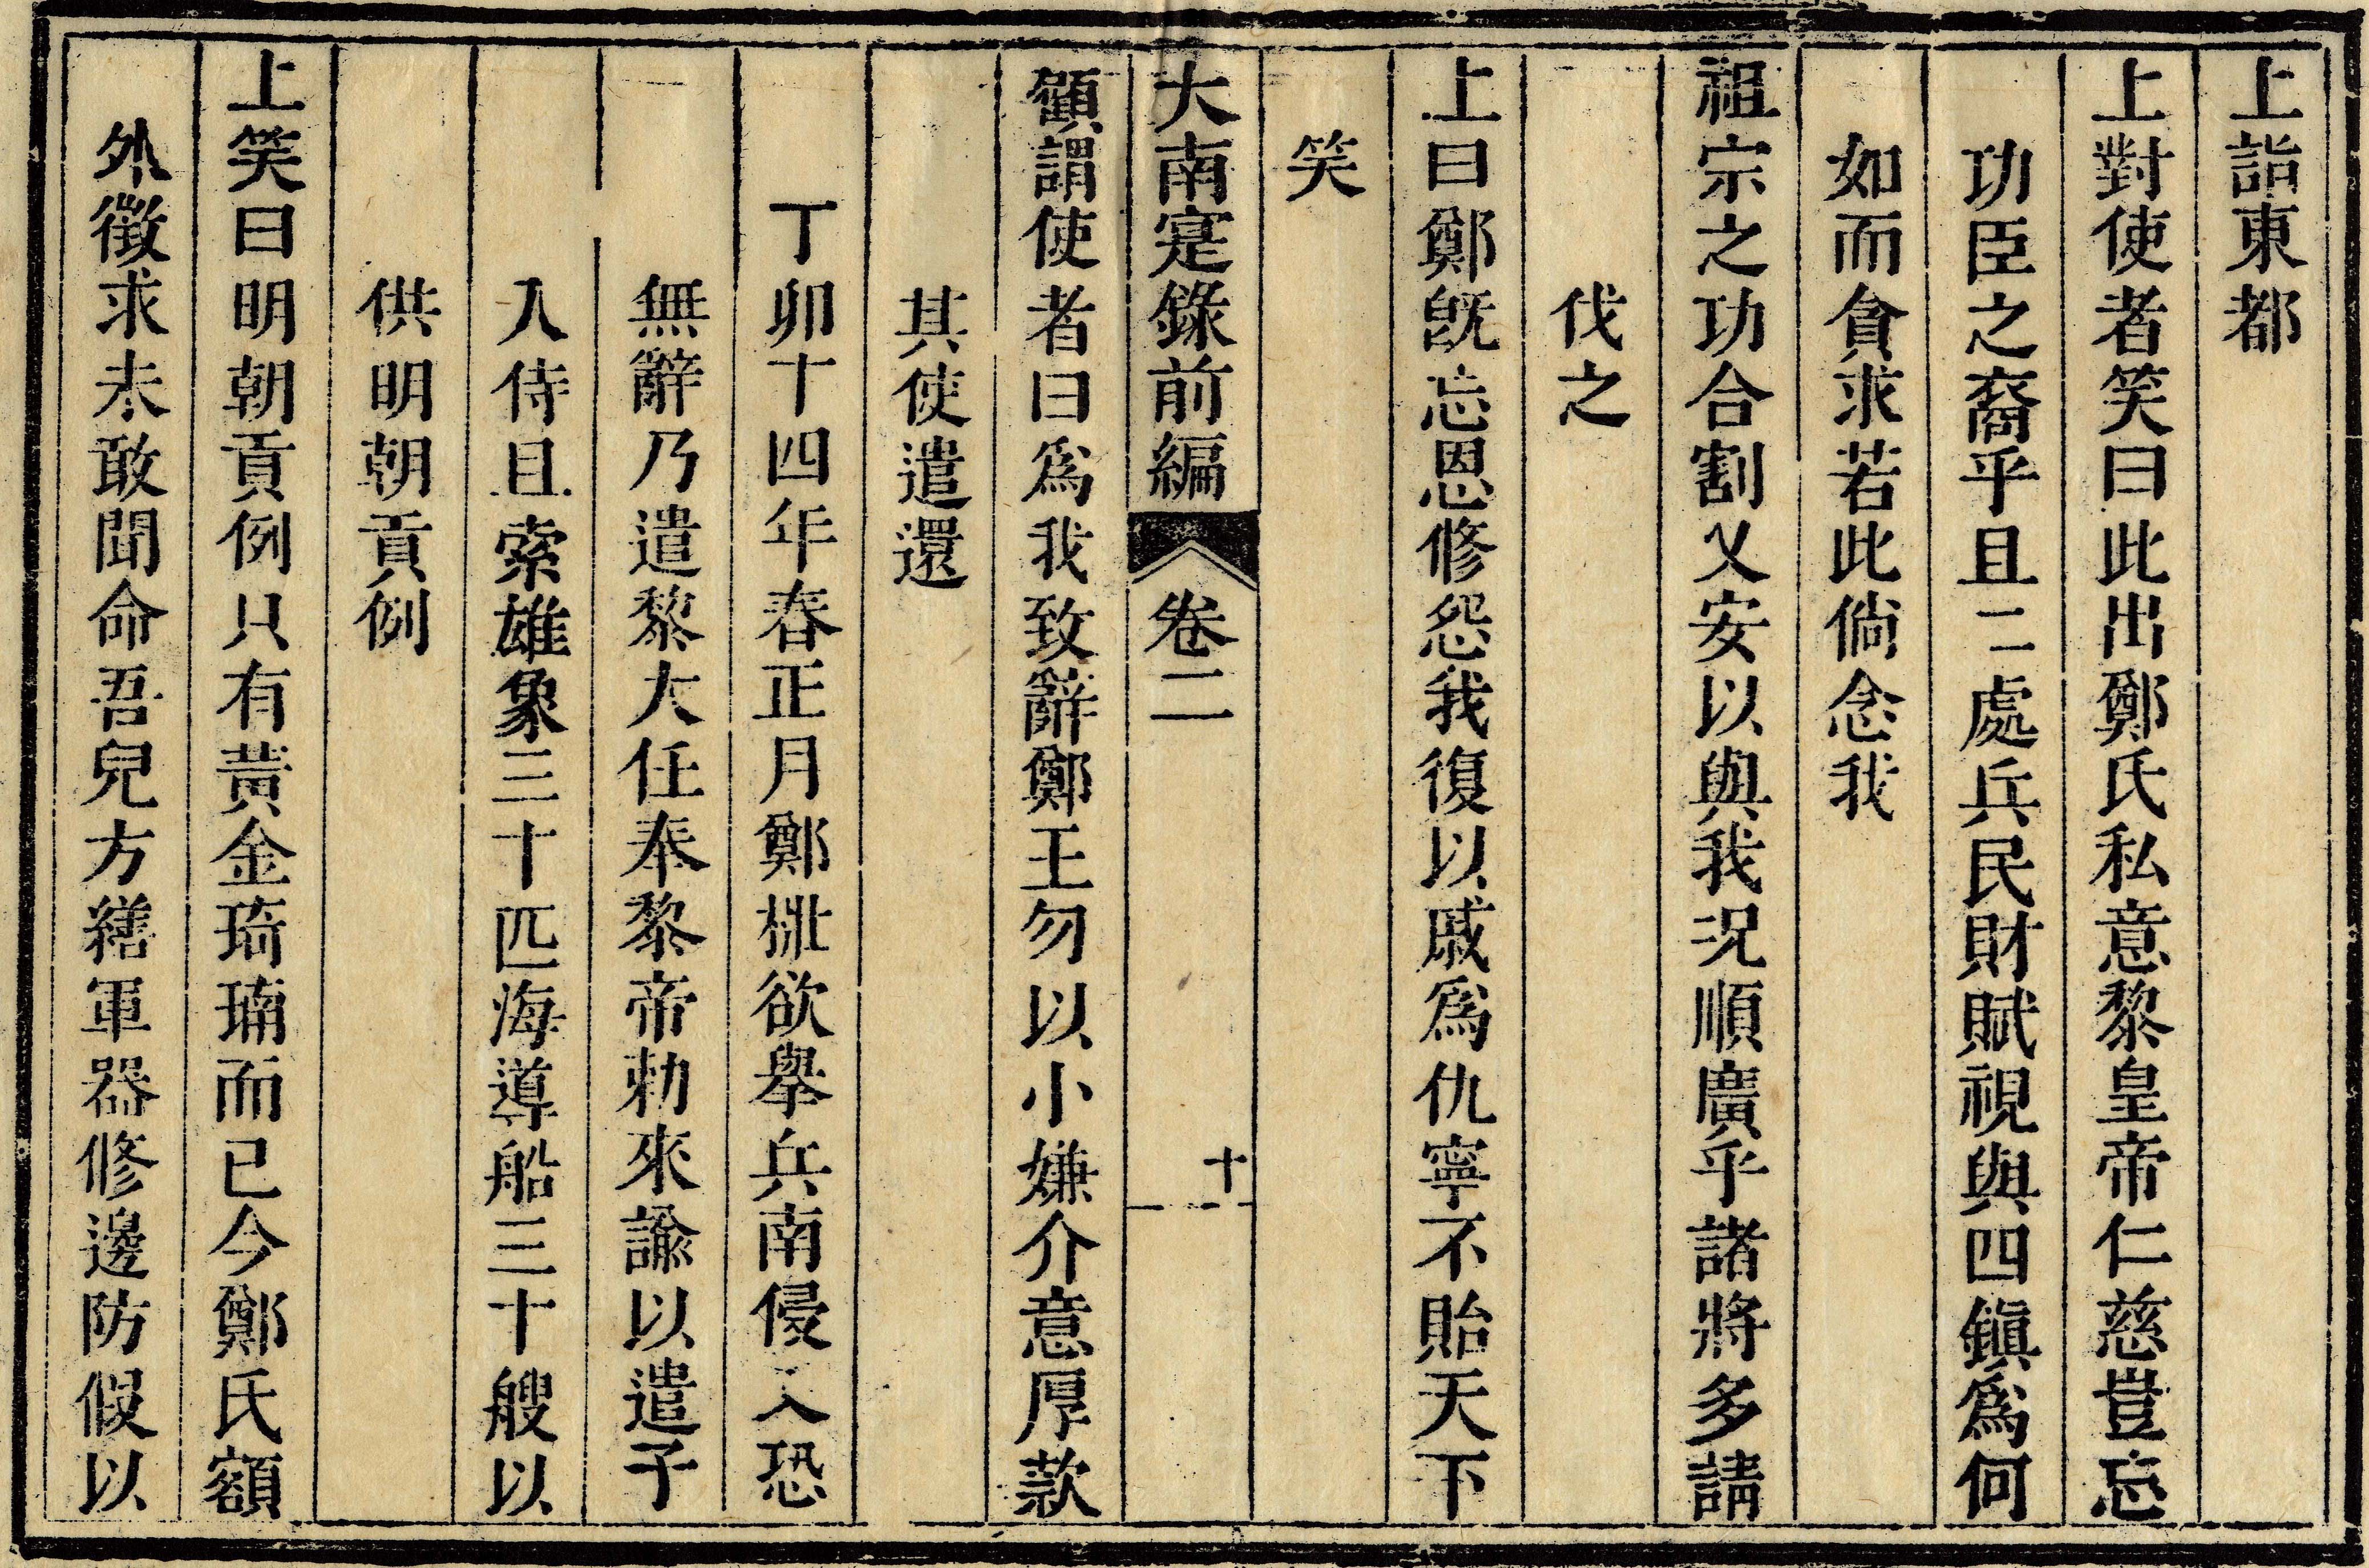 上詣東都
上對使者笑曰此出鄭氏私意黎皇帝仁慈豈忘
功臣之裔乎且二處兵民財賦視與四鎭爲何
如而貪求若此倘念我
祖宗之功合割乂安以與我况順廣乎諸將多請
伐之
上曰鄭旣忘恩修怨我復以戚爲仇寧不貽天下
笑
大南寔錄前編 卷二
十
顧謂使者曰爲我致辭鄭王勿以小嫌介意厚款
其使遣還
丁卯十四年春正月鄭𣛯欲舉兵南侵又恐
無辭乃遣黎大任奉黎帝勅來諭以遣子
入侍且索雄象三十匹海導船三十艘以
供明朝貢例
上笑曰明朝貢例只有黃金琦瑀而已今鄭氏額
外徵求未敢聞命吾兒方繕軍器修邊防假以